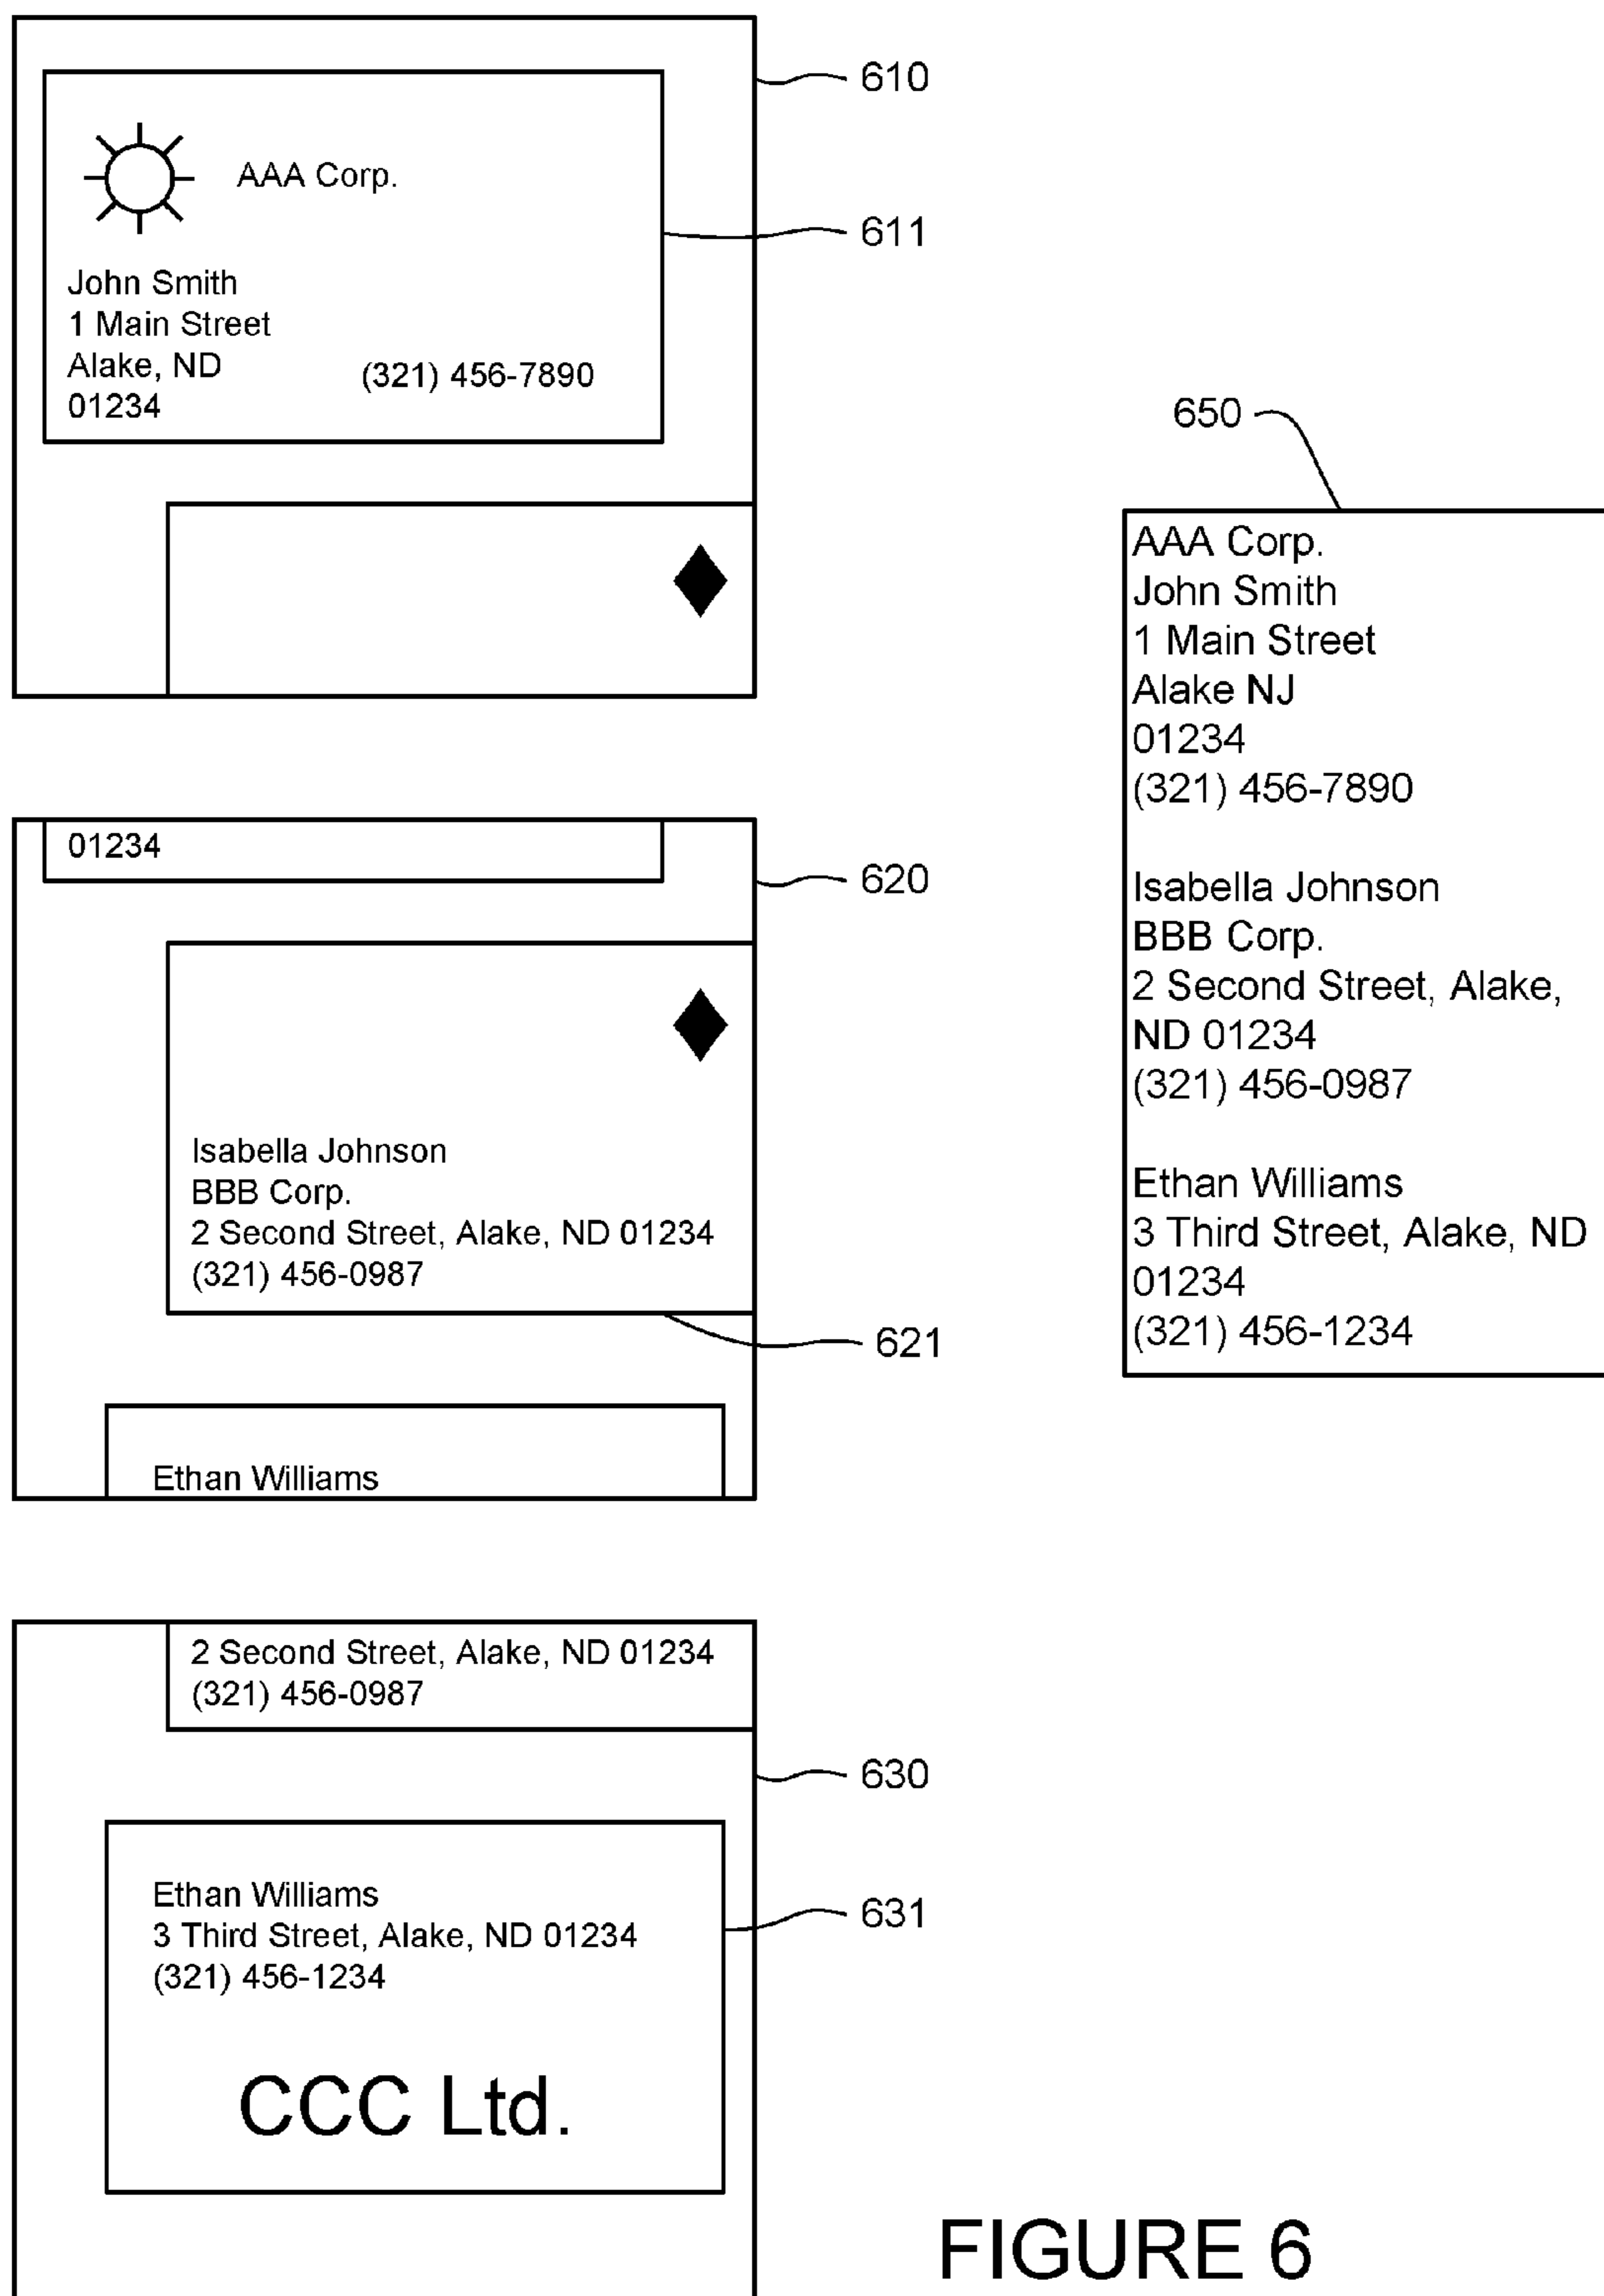 610
AAA Corp.
611
John Smith
1 Main Street
Alake, ND
01234
(321) 456-7890
01234
620
Isabella Johnson
BBB Corp.
2 Second Street, Alake, ND 01234
(321) 456-0987
621
Ethan Williams
2 Second Street, Alake, ND 01234
(321) 456-0987
630
Ethan Williams
3 Third Street, Alake, ND 01234
(321) 456-1234
631
CCC Ltd.
650
AAA Corp.
John Smith
1 Main Street
Alake NJ
01234
(321) 456-7890
Isabella Johnson
BBB Corp.
2 Second Street, Alake,
ND 01234
(321) 456-0987
Ethan Williams
3 Third Street, Alake, ND
01234
(321) 456-1234
FIGURE 6